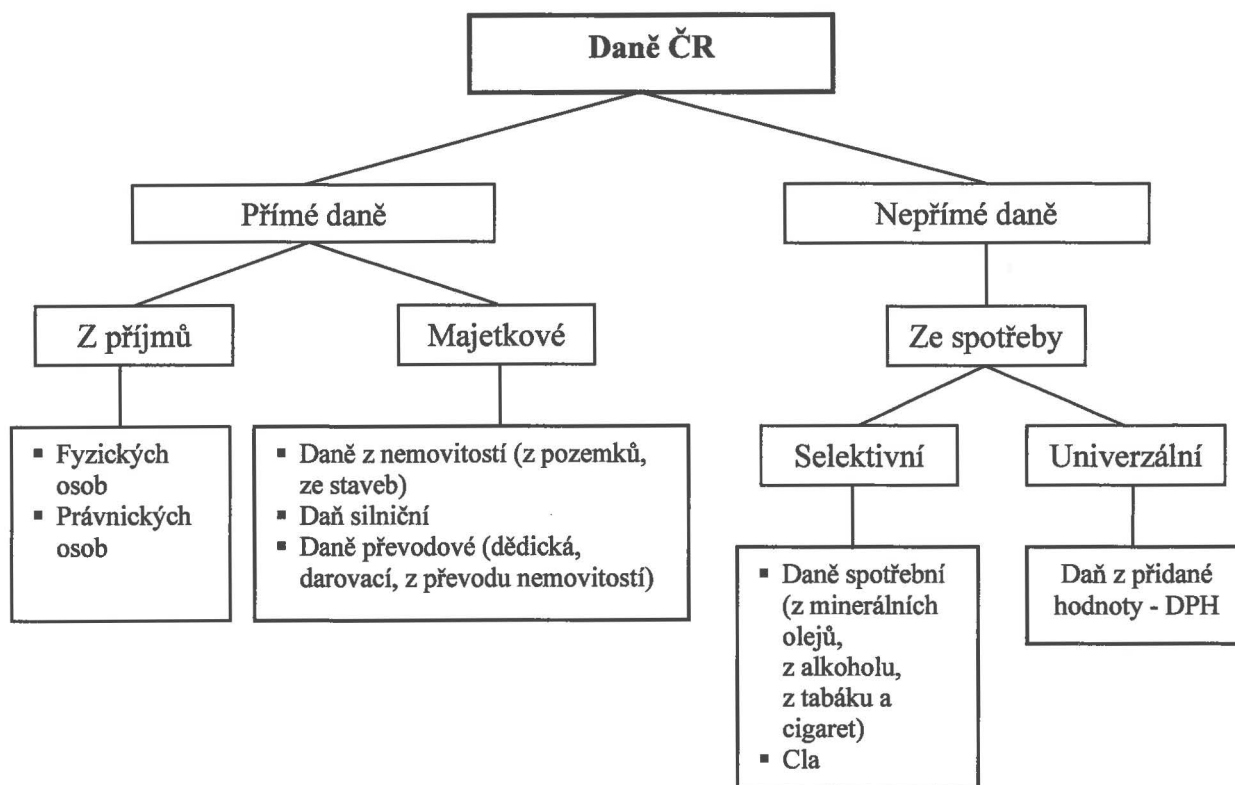 Daně ČR
Přímé daně
Nepřímé daně
Z příjmů
Majetkové
Ze spotřeby
▪ Fyzických
osob
▪ Právnických
osob
▪ Daně z nemovitostí (z pozemků,
ze staveb)
▪ Daň silniční
▪ Daně převodové (dědická,
darovací, z převodu nemovitostí)
Selektivní
Univerzální
▪ Daně spotřební
(z minerálních
olejů,
z alkoholu,
z tabáku a
cigaret)
▪ Cla
Daň z přidané
hodnoty - DPH